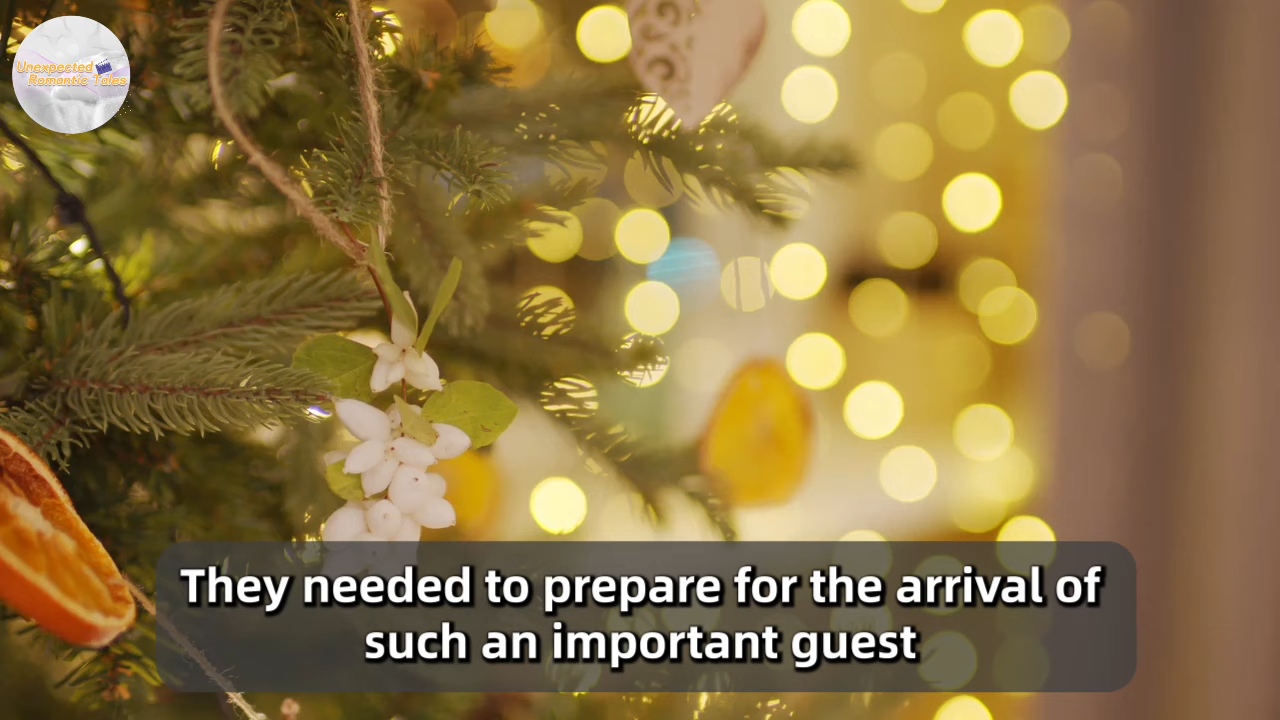 Unexpected
Romantic Tales
They needed to prepare for the arrival of
such an important guest